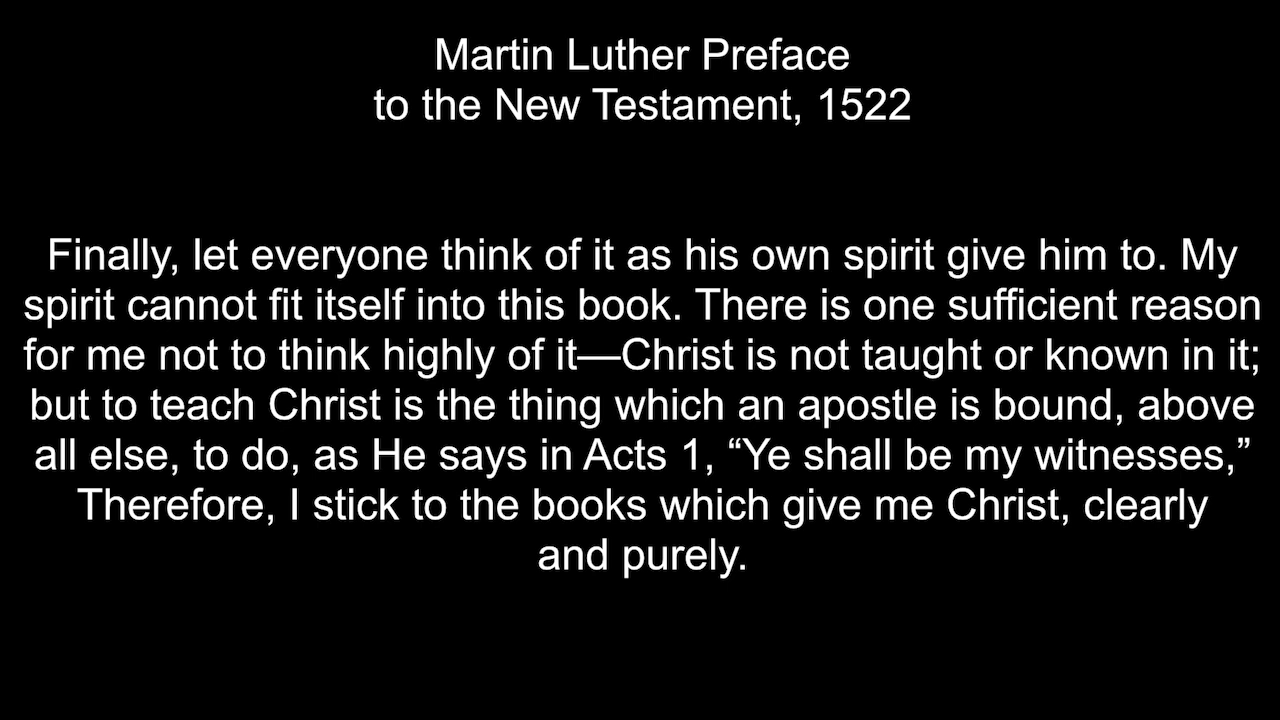 Martin Luther Preface
to the New Testament, 1522
Finally, let everyone think of it as his own spirit give him to. My
spirit cannot fit itself into this book. There is one sufficient reason
for me not to think highly of it—Christ is not taught or known in it;
but to teach Christ is the thing which an apostle is bound, above
all else, to do, as He says in Acts 1, “Ye shall be my witnesses,”
Therefore, I stick to the books which give me Christ, clearly
and purely.